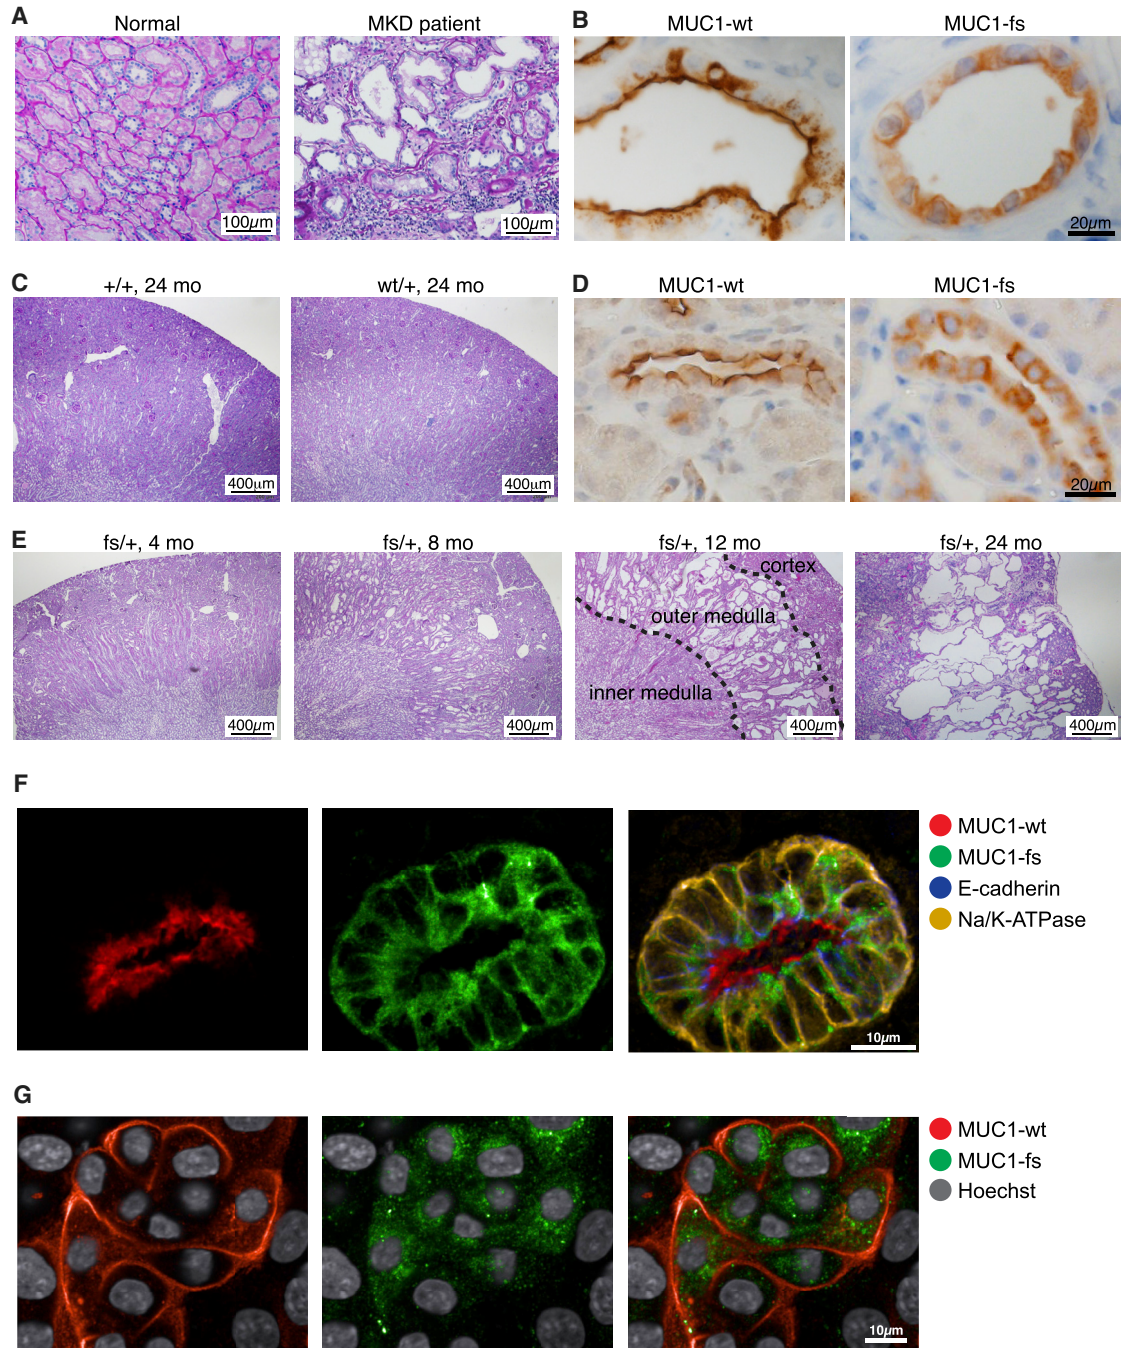 A
Normal
MKD patient
100µm
100µm
B
MUC1-wt
MUC1-fs
20µm
C
+/+, 24 mo
wt/+, 24 mo
400µm
400µm
D
MUC1-wt
MUC1-fs
20µm
E
fs/+, 4 mo
fs/+, 8 mo
fs/+, 12 mo
fs/+, 24 mo
cortex
outer medulla
inner medulla
400µm
400µm
400µm
400µm
F
MUC1-wt
MUC1-fs
E-cadherin
Na/K-ATPase
10µm
G
MUC1-wt
MUC1-fs
Hoechst
10µm